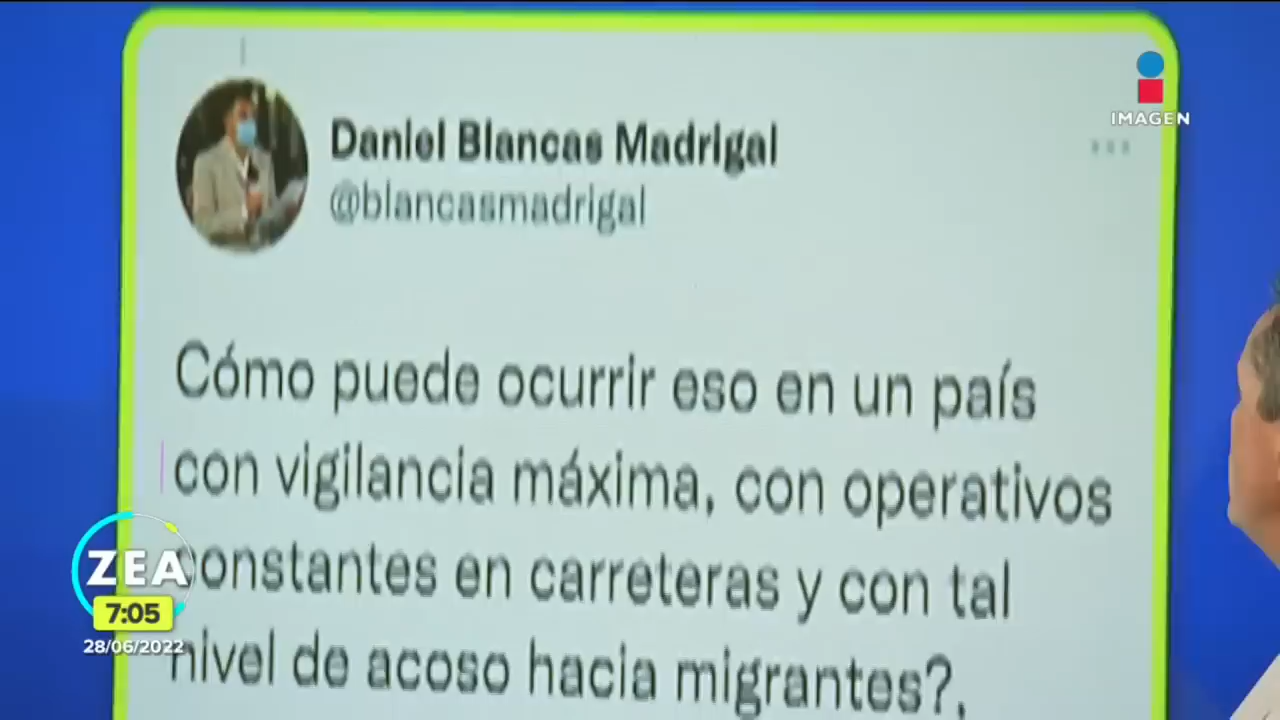 IMAGEN
Daniel Blancas Madrigal
@blancasmadrigal
Cómo puede ocurrir eso en un país
con vigilancia máxima, con operativos
constantes en carreteras y con tal
nivel de acoso hacia migrantes?,
ZEA
7:05
28/06/2022